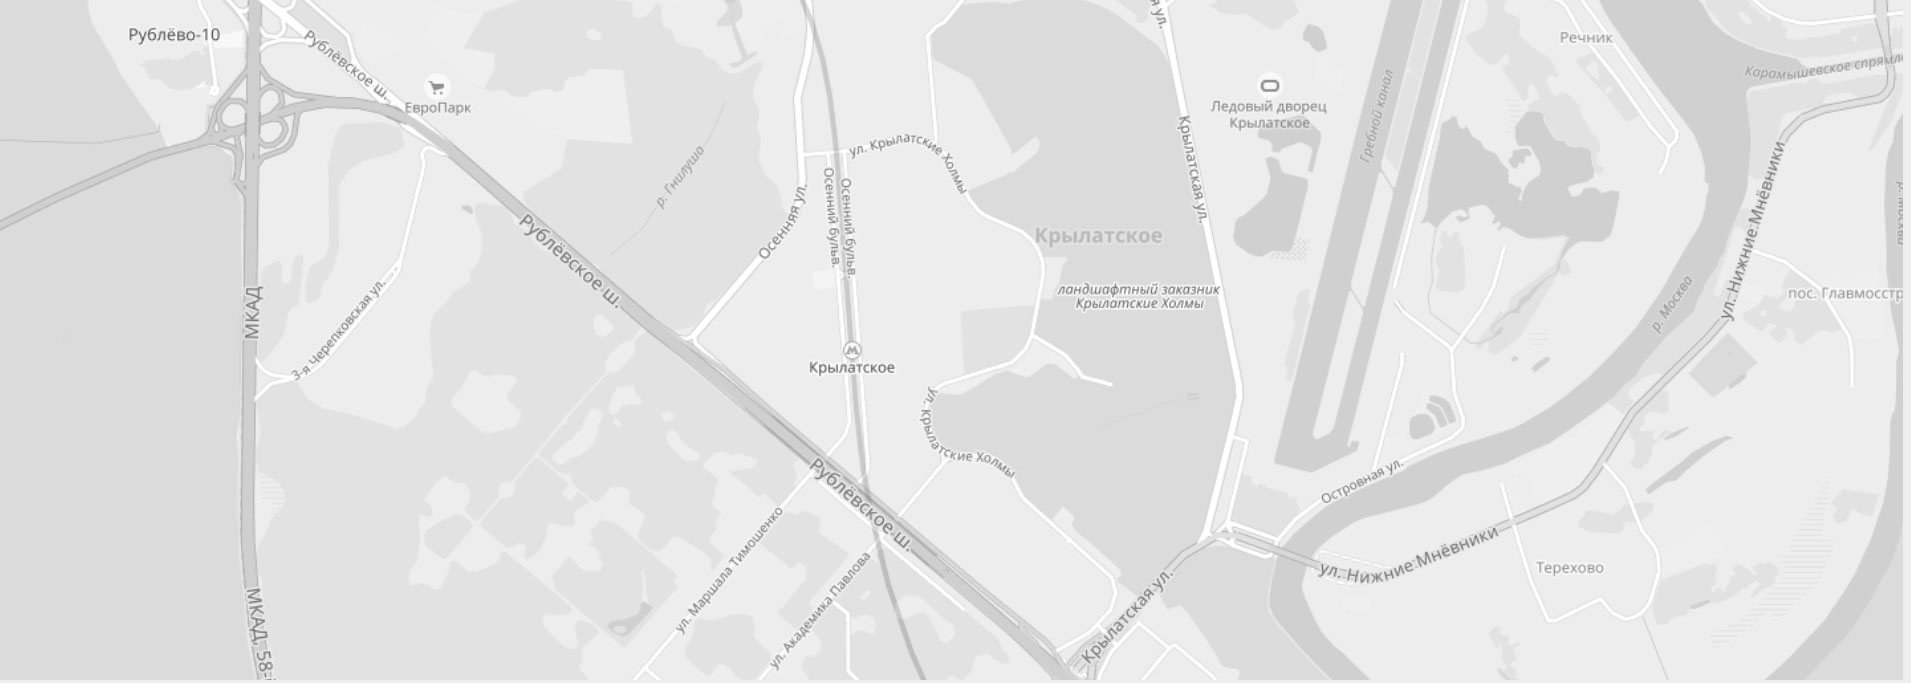 Рублёво-10
Рублёвское ш.
ЕвроПарк
р. Гнилуша
Осенняя ул.
ул. Крылатские Холмы
Осенний бульв.
Осенний бульв.
Крылатская ул.
Ледовый дворец
Крылатское
Гребной канал
Речник
Карамышевское спрямл
ул. Нижние Мнёвники
р. Москва
пос. Главмосстр
Крылатское
ландшафтный заказник
Крылатские Холмы
МКАД
3-я Черепковская ул.
Рублёвское ш.
Крылатское
ул. Крылатские Холмы
Рублёвское ш.
ул. Маршала Тимошенко
ул. Академика Павлова
Островная ул.
ул. Нижние Мнёвники
Терехово
Крылатская ул.
МКАД, 58-